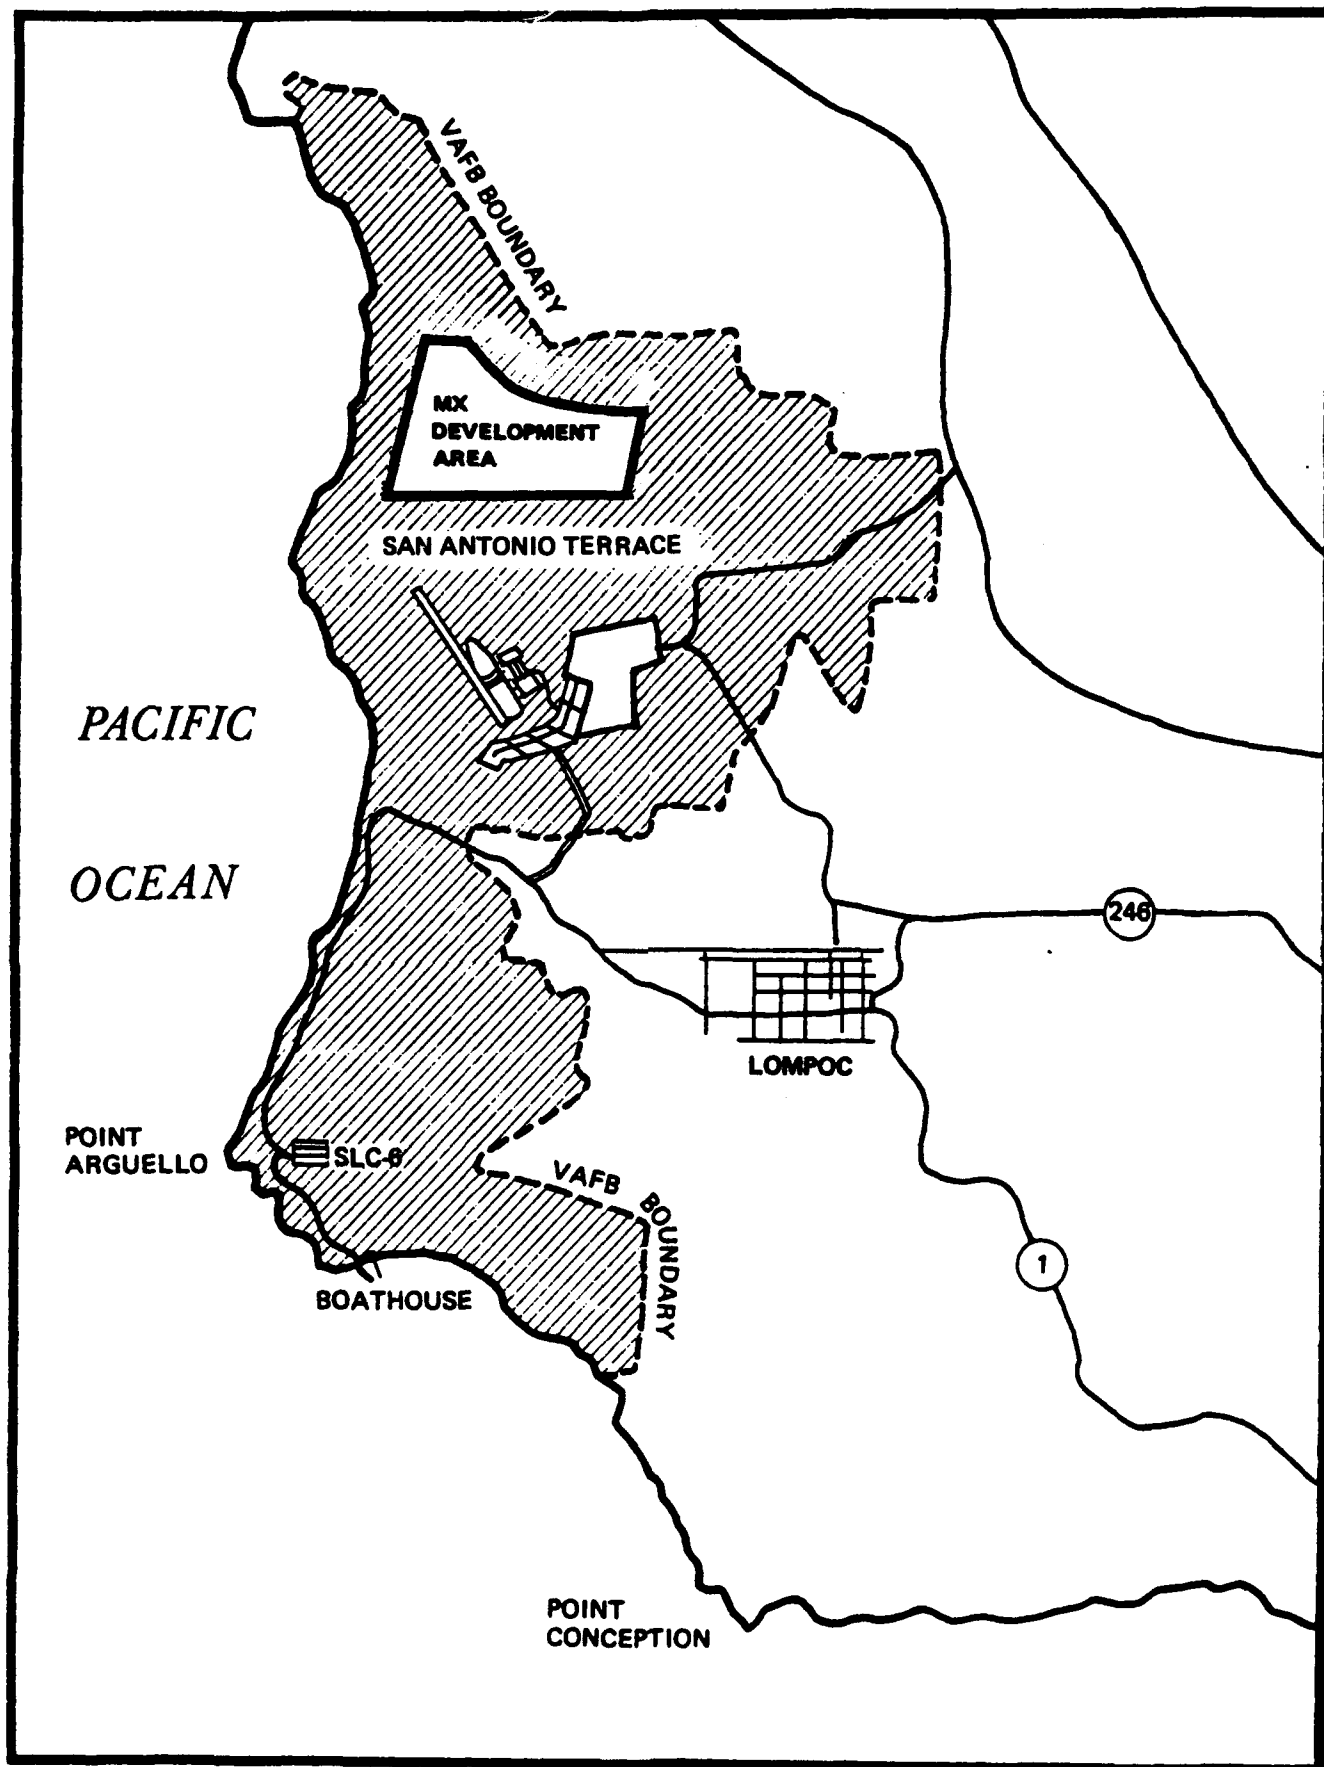 VAFB BOUNDARY
MX
DEVELOPMENT
AREA
SAN ANTONIO TERRACE
PACIFIC
OCEAN
246
LOMPOC
POINT
ARGUELLO
SLC-6
VAFB BOUNDARY
1
BOATHOUSE
POINT
CONCEPTION